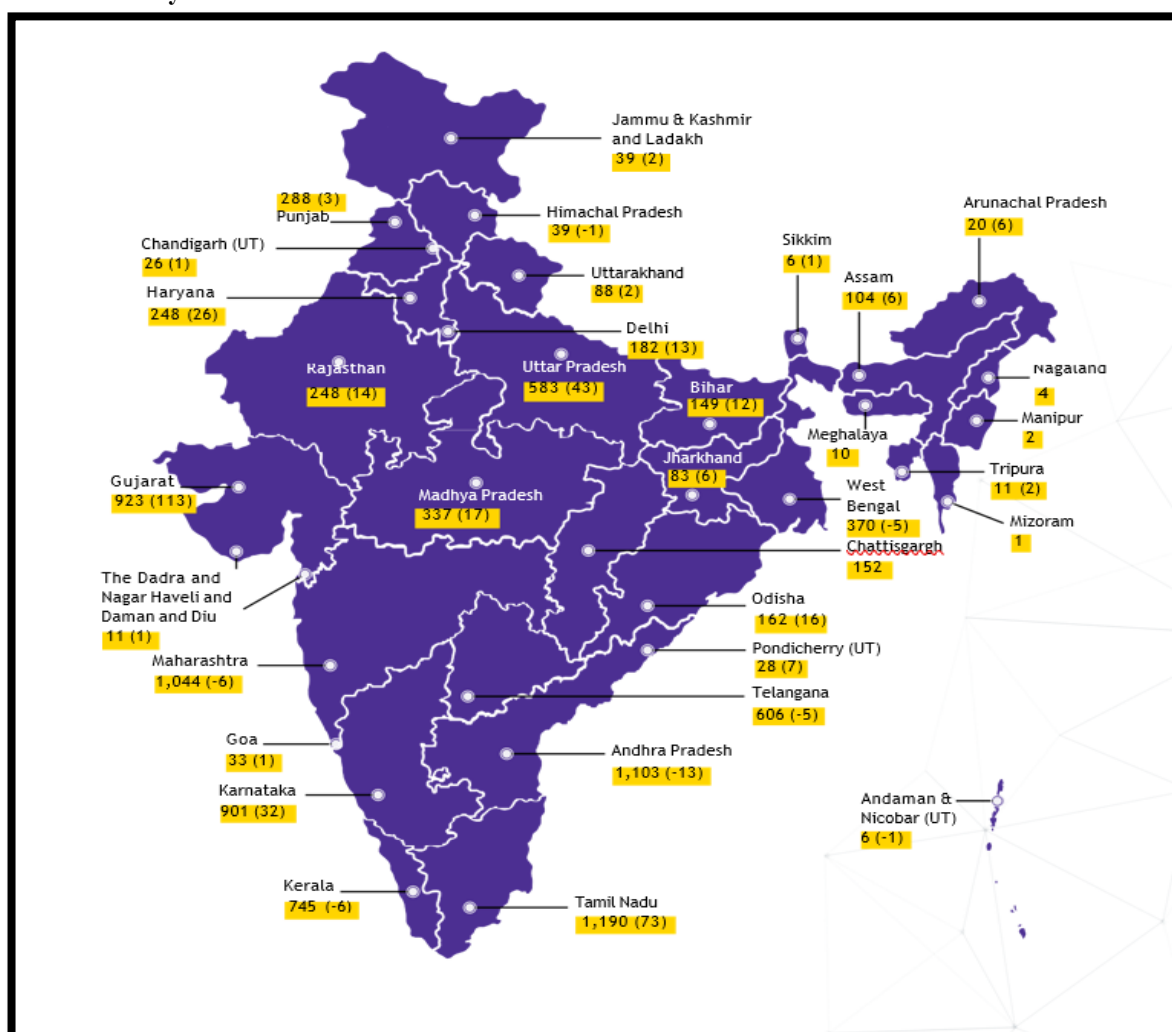 Jammu & Kashmir
and Ladakh
39 (2)
288 (3)
Punjab
Himachal Pradesh
39 (-1)
Arunachal Pradesh
20 (6)
Chandigarh (UT)
26 (1)
Sikkim
6 (1)
Uttarakhand
88 (2)
Assam
104 (6)
Haryana
248 (26)
Delhi
182 (13)
Rajasthan
248 (14)
Uttar Pradesh
583 (43)
Bihar
149 (12)
Nagaland
4
Manipur
2
Meghalaya
10
Jharkhand
83 (6)
Tripura
11 (2)
Gujarat
923 (113)
Madhya Pradesh
337 (17)
West
Bengal
370 (-5)
Mizoram
1
Chattisgargh
152
The Dadra and
Nagar Haveli and
Daman and Diu
11 (1)
Odisha
162 (16)
Maharashtra
1,044 (-6)
Pondicherry (UT)
28 (7)
Telangana
606 (-5)
Goa
33 (1)
Andhra Pradesh
1,103 (-13)
Karnataka
901 (32)
Andaman &
Nicobar (UT)
6 (-1)
Kerala
745 (-6)
Tamil Nadu
1,190 (73)